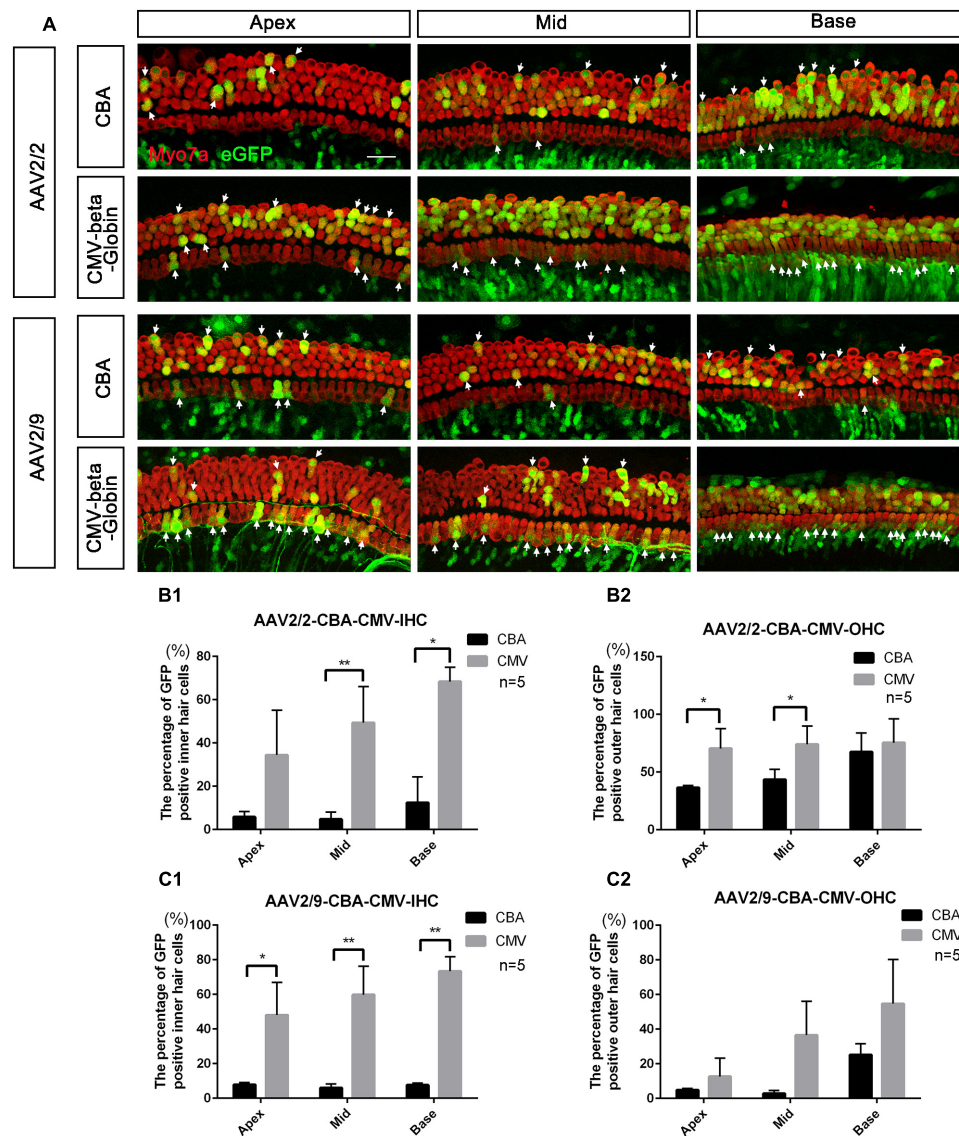 A
Apex
Mid
Base
AAV2/2
CBA
Myo7a eGFP
CMV-beta
-Globin
AAV2/9
CBA
CMV-beta
-Globin
B1
AAV2/2-CBA-CMV-IHC
(%)
The percentage of GFP
positive inner hair cells
80
60
40
20
0
**
*
CBA
CMV
n=5
Apex
Mid
Base
B2
AAV2/2-CBA-CMV-OHC
(%)
The percentage of GFP
positive outer hair cells
150
100
50
0
*
*
CBA
CMV
n=5
Apex
Mid
Base
C1
AAV2/9-CBA-CMV-IHC
(%)
The percentage of GFP
positive inner hair cells
100
80
60
40
20
0
*
**
**
CBA
CMV
n=5
Apex
Mid
Base
C2
AAV2/9-CBA-CMV-OHC
(%)
The percentage of GFP
positive outer hair cells
100
80
60
40
20
0
CBA
CMV
n=5
Apex
Mid
Base